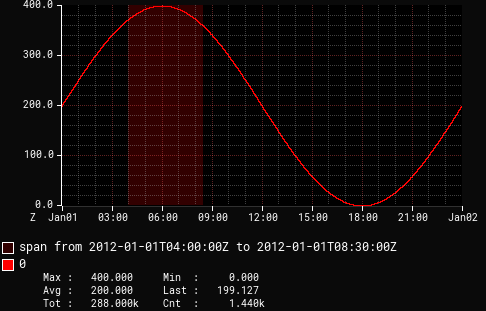 400.0
300.0
200.0
100.0
0.0
Z Jan01 03:00 06:00 09:00 12:00 15:00 18:00 21:00 Jan02
span from 2012-01-01T04:00:00Z to 2012-01-01T08:30:00Z
0
Max : 400.000 Min : 0.000
Avg : 200.000 Last : 199.127
Tot : 288.000k Cnt : 1.440k